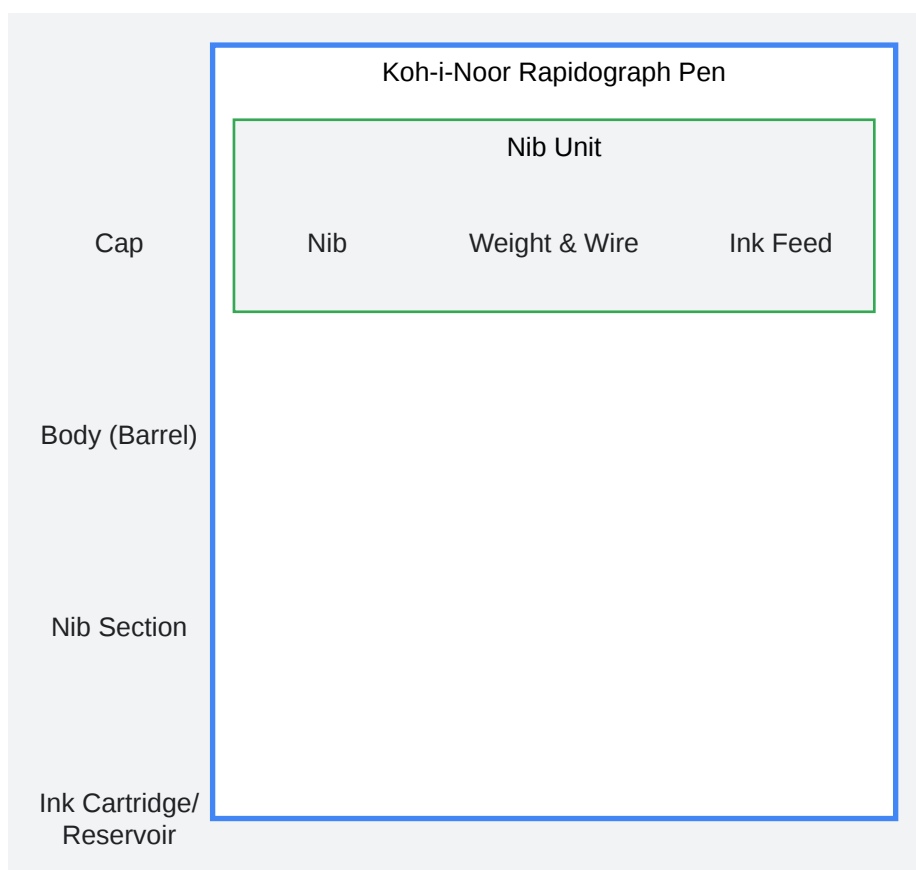 Koh-i-Noor Rapidograph Pen
Nib Unit
Cap
Nib
Weight & Wire
Ink Feed
Body (Barrel)
Nib Section
Ink Cartridge/
Reservoir